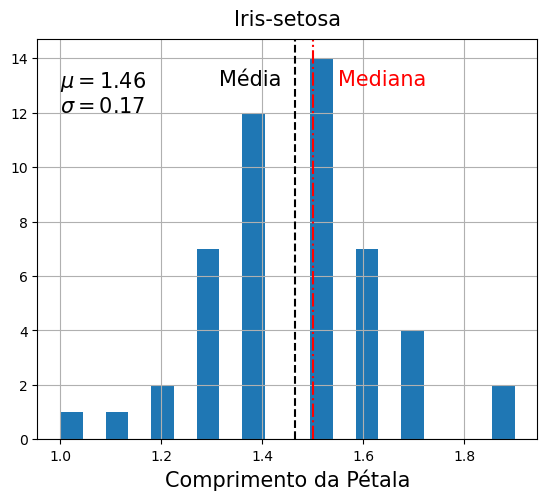 Iris-setosa
μ = 1.46
σ = 0.17
Média
Mediana
14
12
10
8
6
4
2
0
1.0 1.2 1.4 1.6 1.8
Comprimento da Pétala